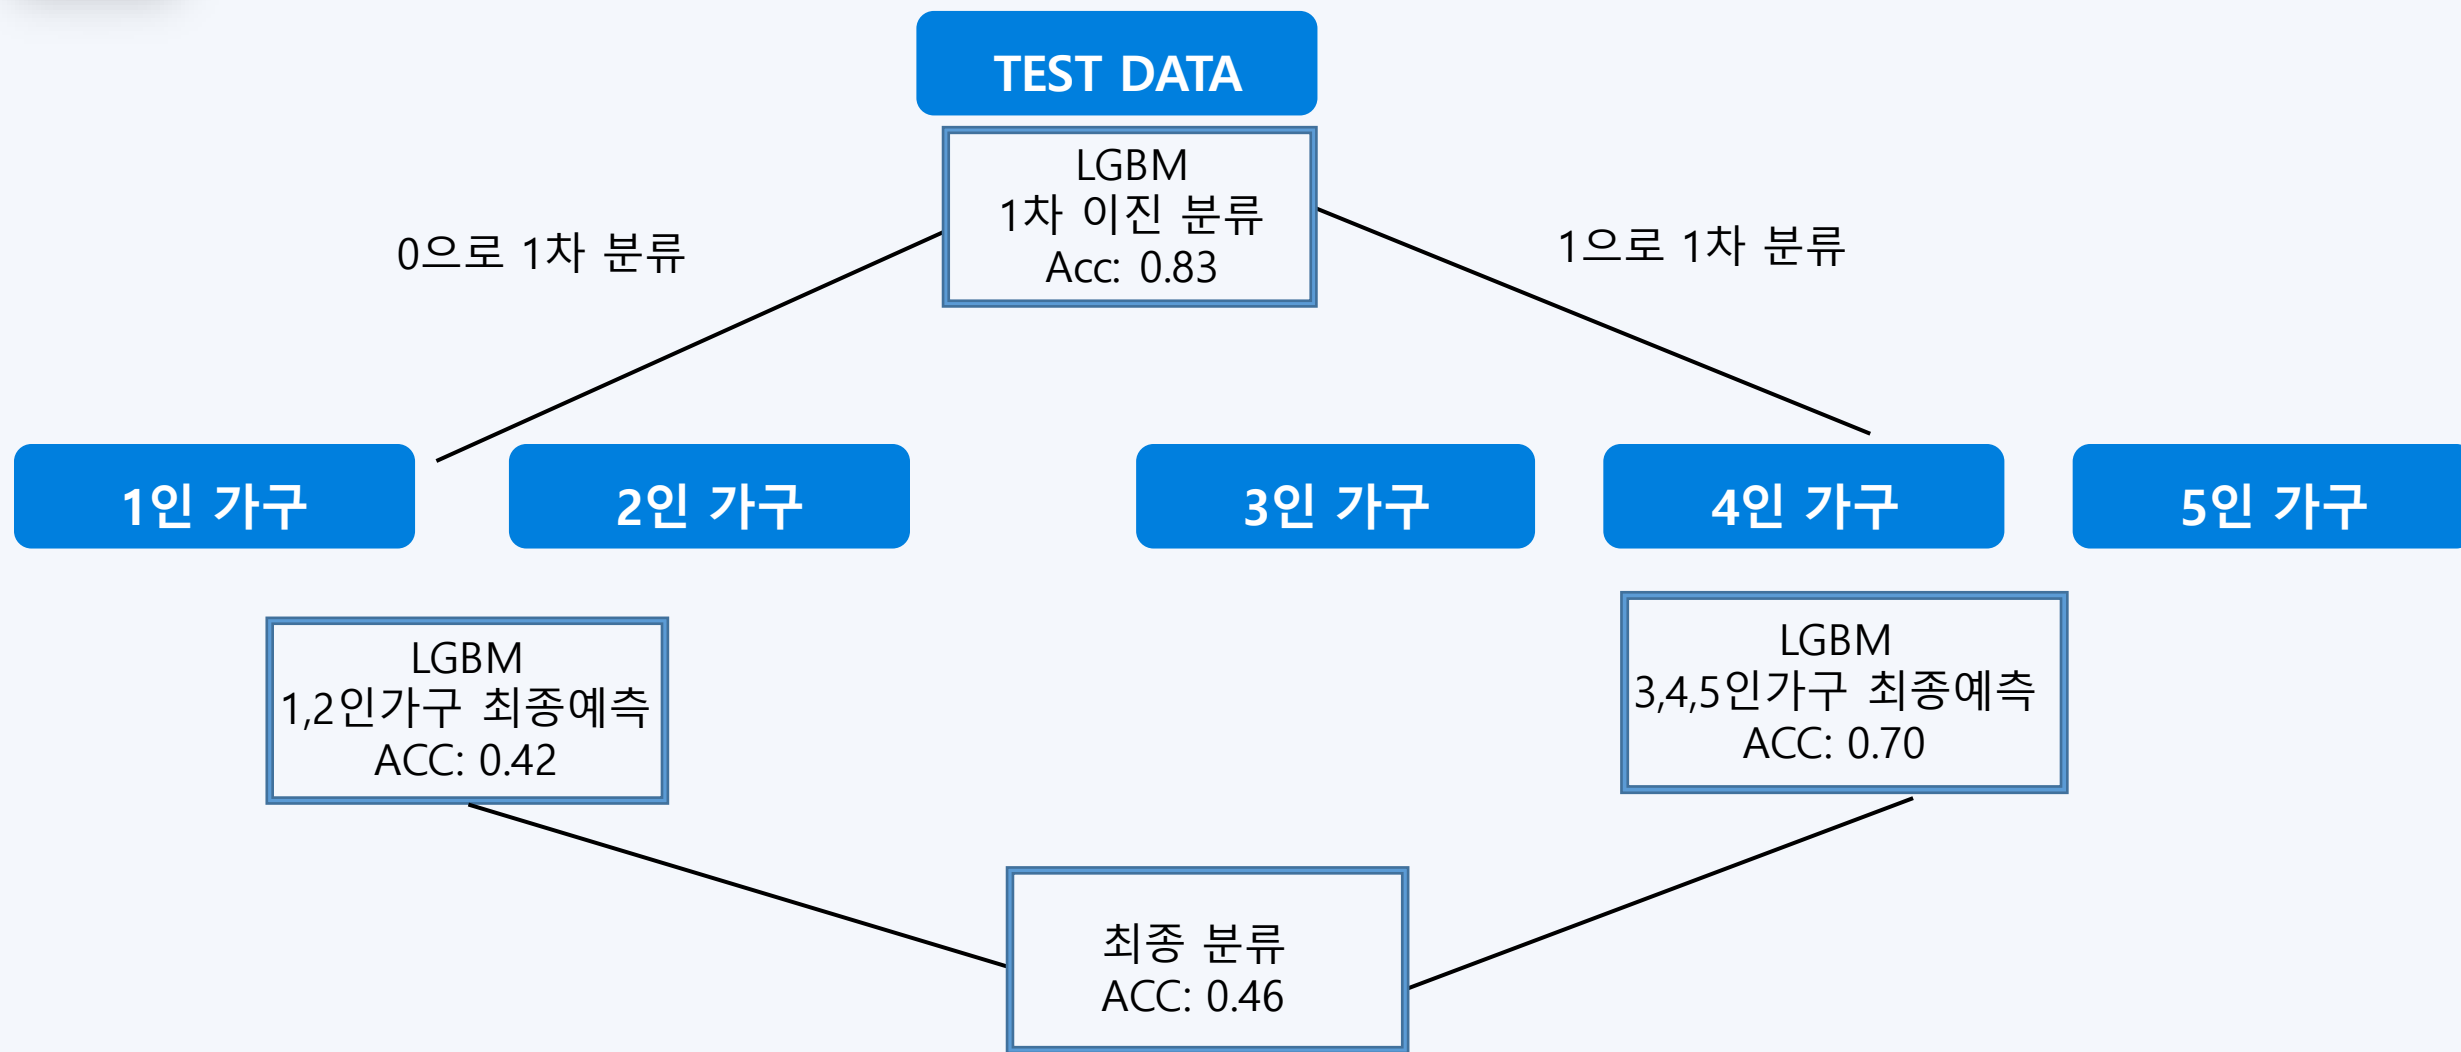 TEST DATA
LGBM
1차 이진 분류
Acc: 0.83
0으로 1차 분류
1으로 1차 분류
1인 가구
2인 가구
3인 가구
4인 가구
5인 가구
LGBM
1,2인가구 최종예측
ACC: 0.42
LGBM
3,4,5인가구 최종예측
ACC: 0.70
최종 분류
ACC: 0.46